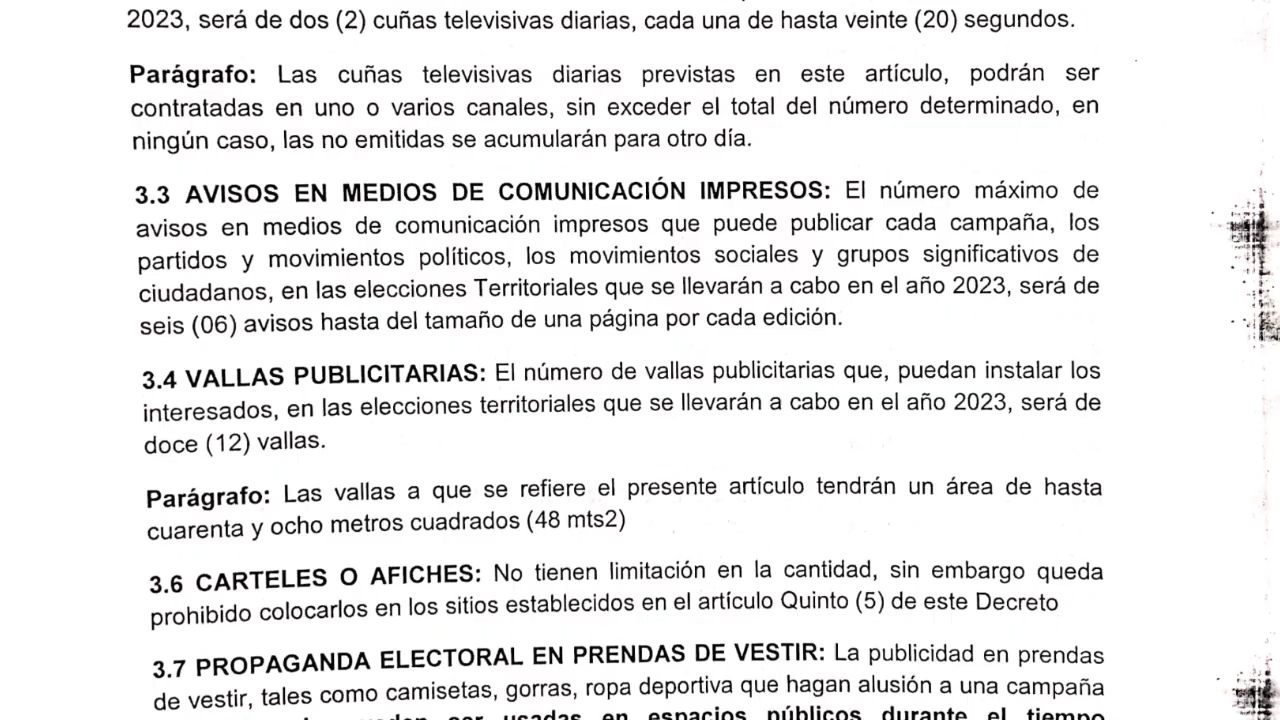 2023, será de dos (2) cuñas televisivas diarias, cada una de hasta veinte (20) segundos.
Parágrafo: Las cuñas televisivas diarias previstas en este artículo, podrán ser
contratadas en uno o varios canales, sin exceder el total del número determinado, en
ningún caso, las no emitidas se acumularán para otro día.
3.3 AVISOS EN MEDIOS DE COMUNICACIÓN IMPRESOS: El número máximo de
avisos en medios de comunicación impresos que puede publicar cada campaña, los
partidos y movimientos políticos, los movimientos sociales y grupos significativos de
ciudadanos, en las elecciones Territoriales que se llevarán a cabo en el año 2023, será de
seis (06) avisos hasta del tamaño de una página por cada edición.
3.4 VALLAS PUBLICITARIAS: El número de vallas publicitarias que, puedan instalar los
interesados, en las elecciones territoriales que se llevarán a cabo en el año 2023, será de
doce (12) vallas.
Parágrafo: Las vallas a que se refiere el presente artículo tendrán un área de hasta
cuarenta y ocho metros cuadrados (48 mts2)
3.6 CARTELES O AFICHES: No tienen limitación en la cantidad, sin embargo queda
prohibido colocarlos en los sitios establecidos en el artículo Quinto (5) de este Decreto
3.7 PROPAGANDA ELECTORAL EN PRENDAS DE VESTIR: La publicidad en prendas
de vestir, tales como camisetas, gorras, ropa deportiva que hagan alusión a una campaña
ser usadas en espacios públicos durante el tiempo